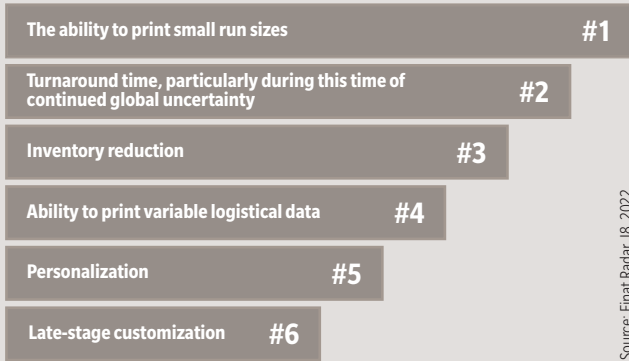 The ability to print small run sizes #1
Turnaround time, particularly during this time of
continued global uncertainty #2
Inventory reduction #3
Ability to print variable logistical data #4
Personalization #5
Late-stage customization #6
Source: Finat Radar 18, 2022